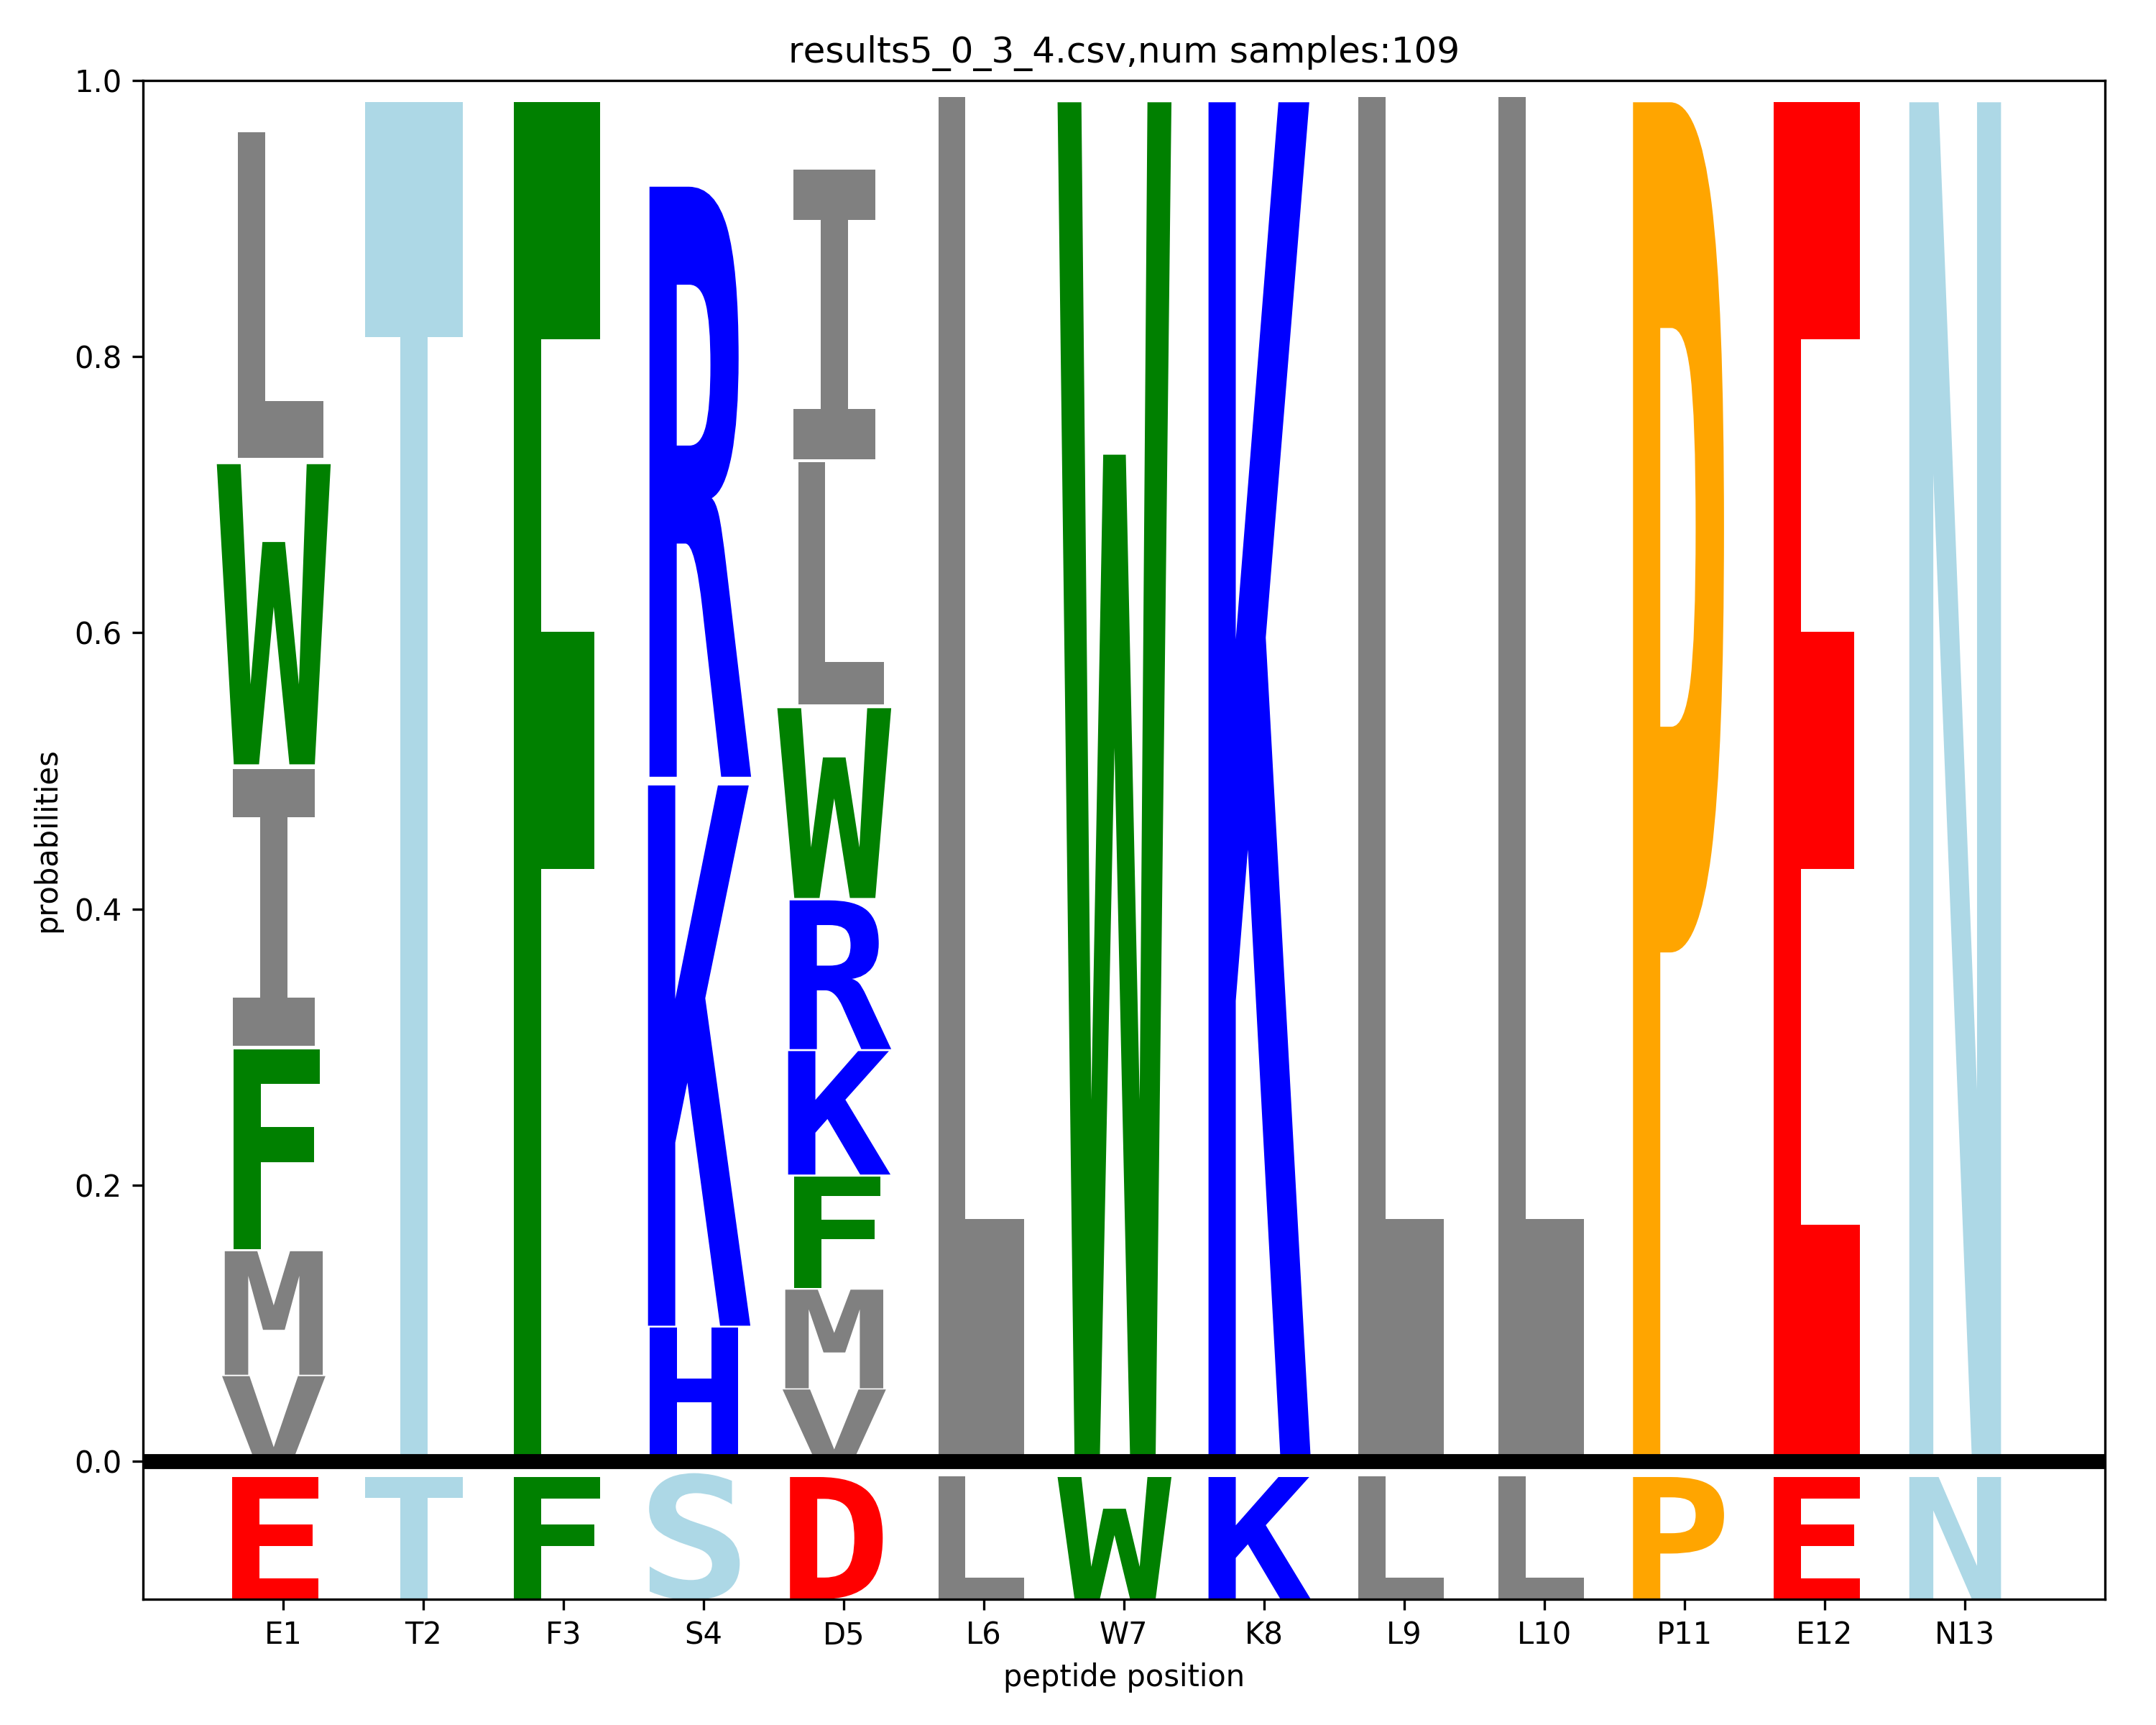 results5_0_3_4.csv,num samples:109
1.0
0.8
0.6
0.4
0.2
0.0
probabilities
L T F R I L W K L L P E N
W K L
I H W
F R
M K
V F
M
V
E T F S D L W K L L P E N
E1 T2 F3 S4 D5 L6 W7 K8 L9 L10 P11 E12 N13
peptide position